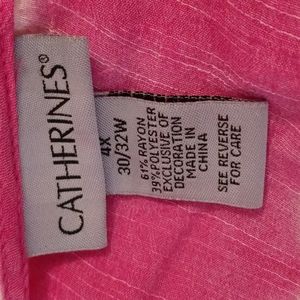 CATHERINES®
4X
30/32W
61% RAYON
39% POLYESTER
EXCLUSIVE OF
DECORATION
MADE IN
CHINA
SEE REVERSE
FOR CARE